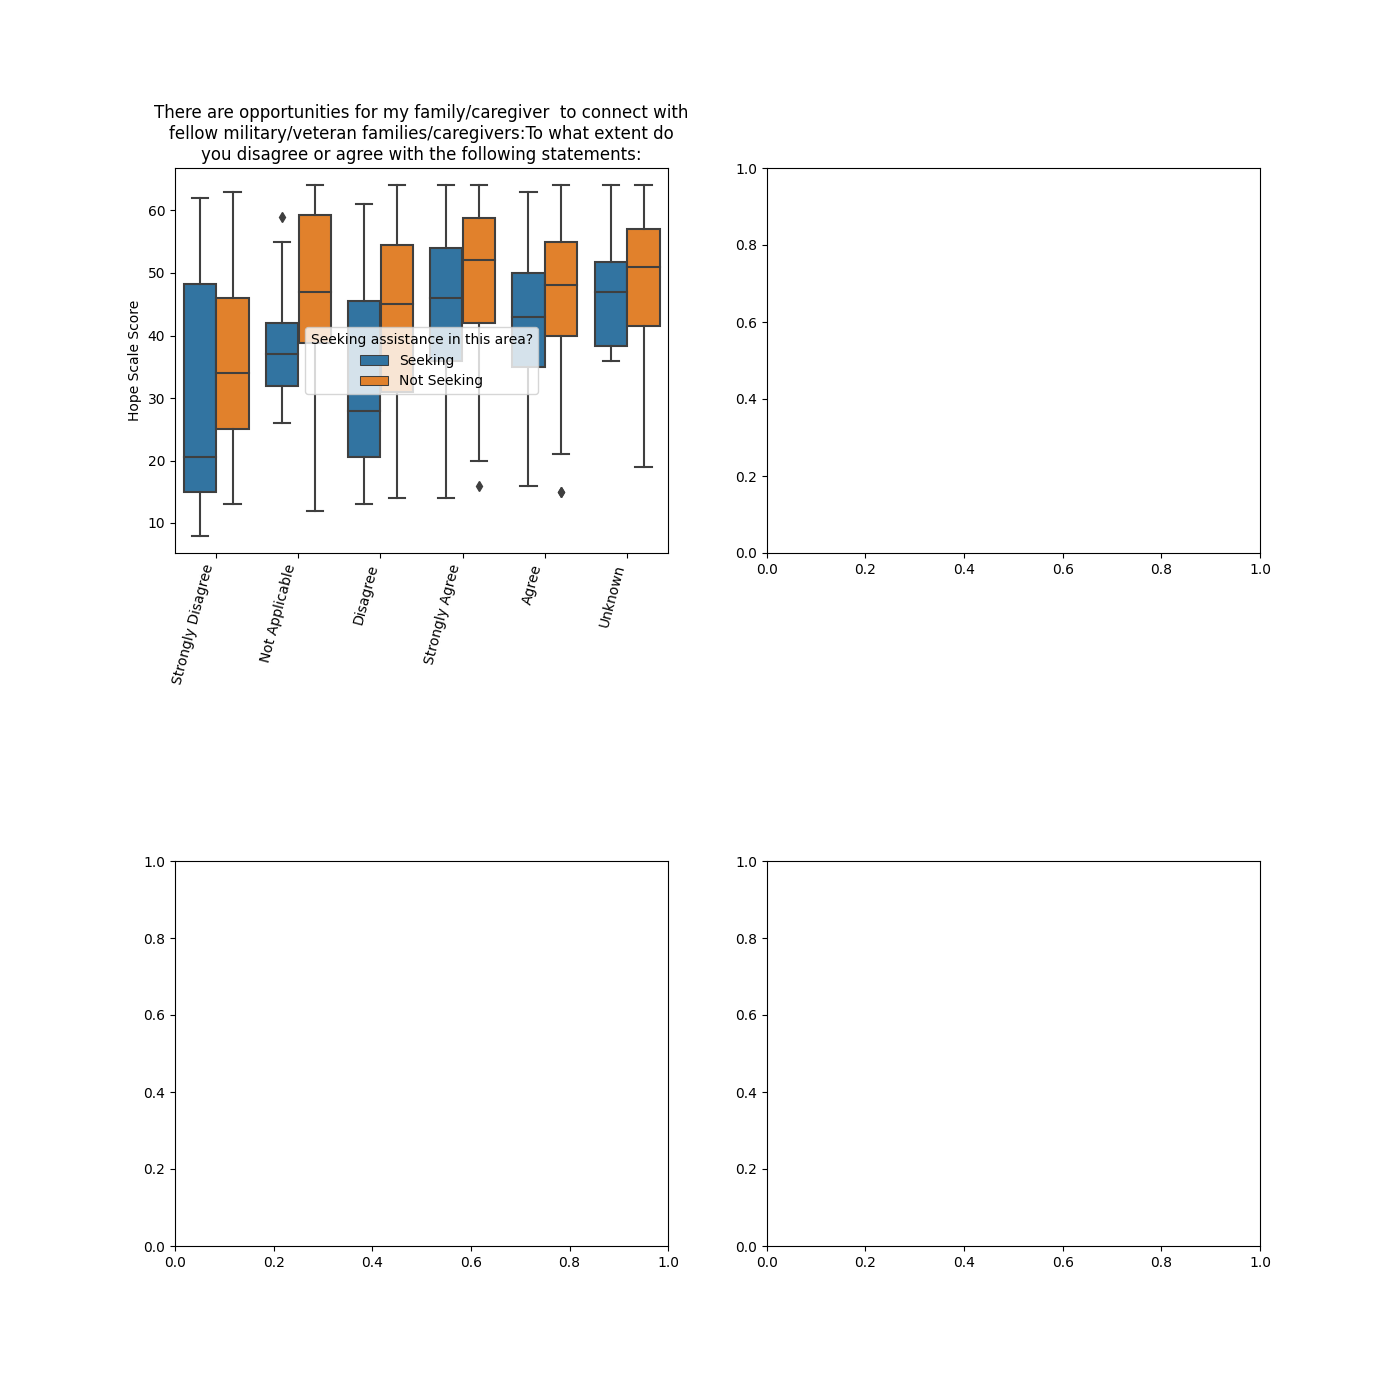 There are opportunities for my family/caregiver  to connect with
fellow military/veteran families/caregivers:To what extent do
you disagree or agree with the following statements:
Hope Scale Score
60
50
40
30
20
10
Seeking assistance in this area?
Seeking
Not Seeking
Strongly Disagree
Not Applicable
Disagree
Strongly Agree
Agree
Unknown
1.0
0.8
0.6
0.4
0.2
0.0
0.0 0.2 0.4 0.6 0.8 1.0
1.0
0.8
0.6
0.4
0.2
0.0
0.0 0.2 0.4 0.6 0.8 1.0
1.0
0.8
0.6
0.4
0.2
0.0
0.0 0.2 0.4 0.6 0.8 1.0